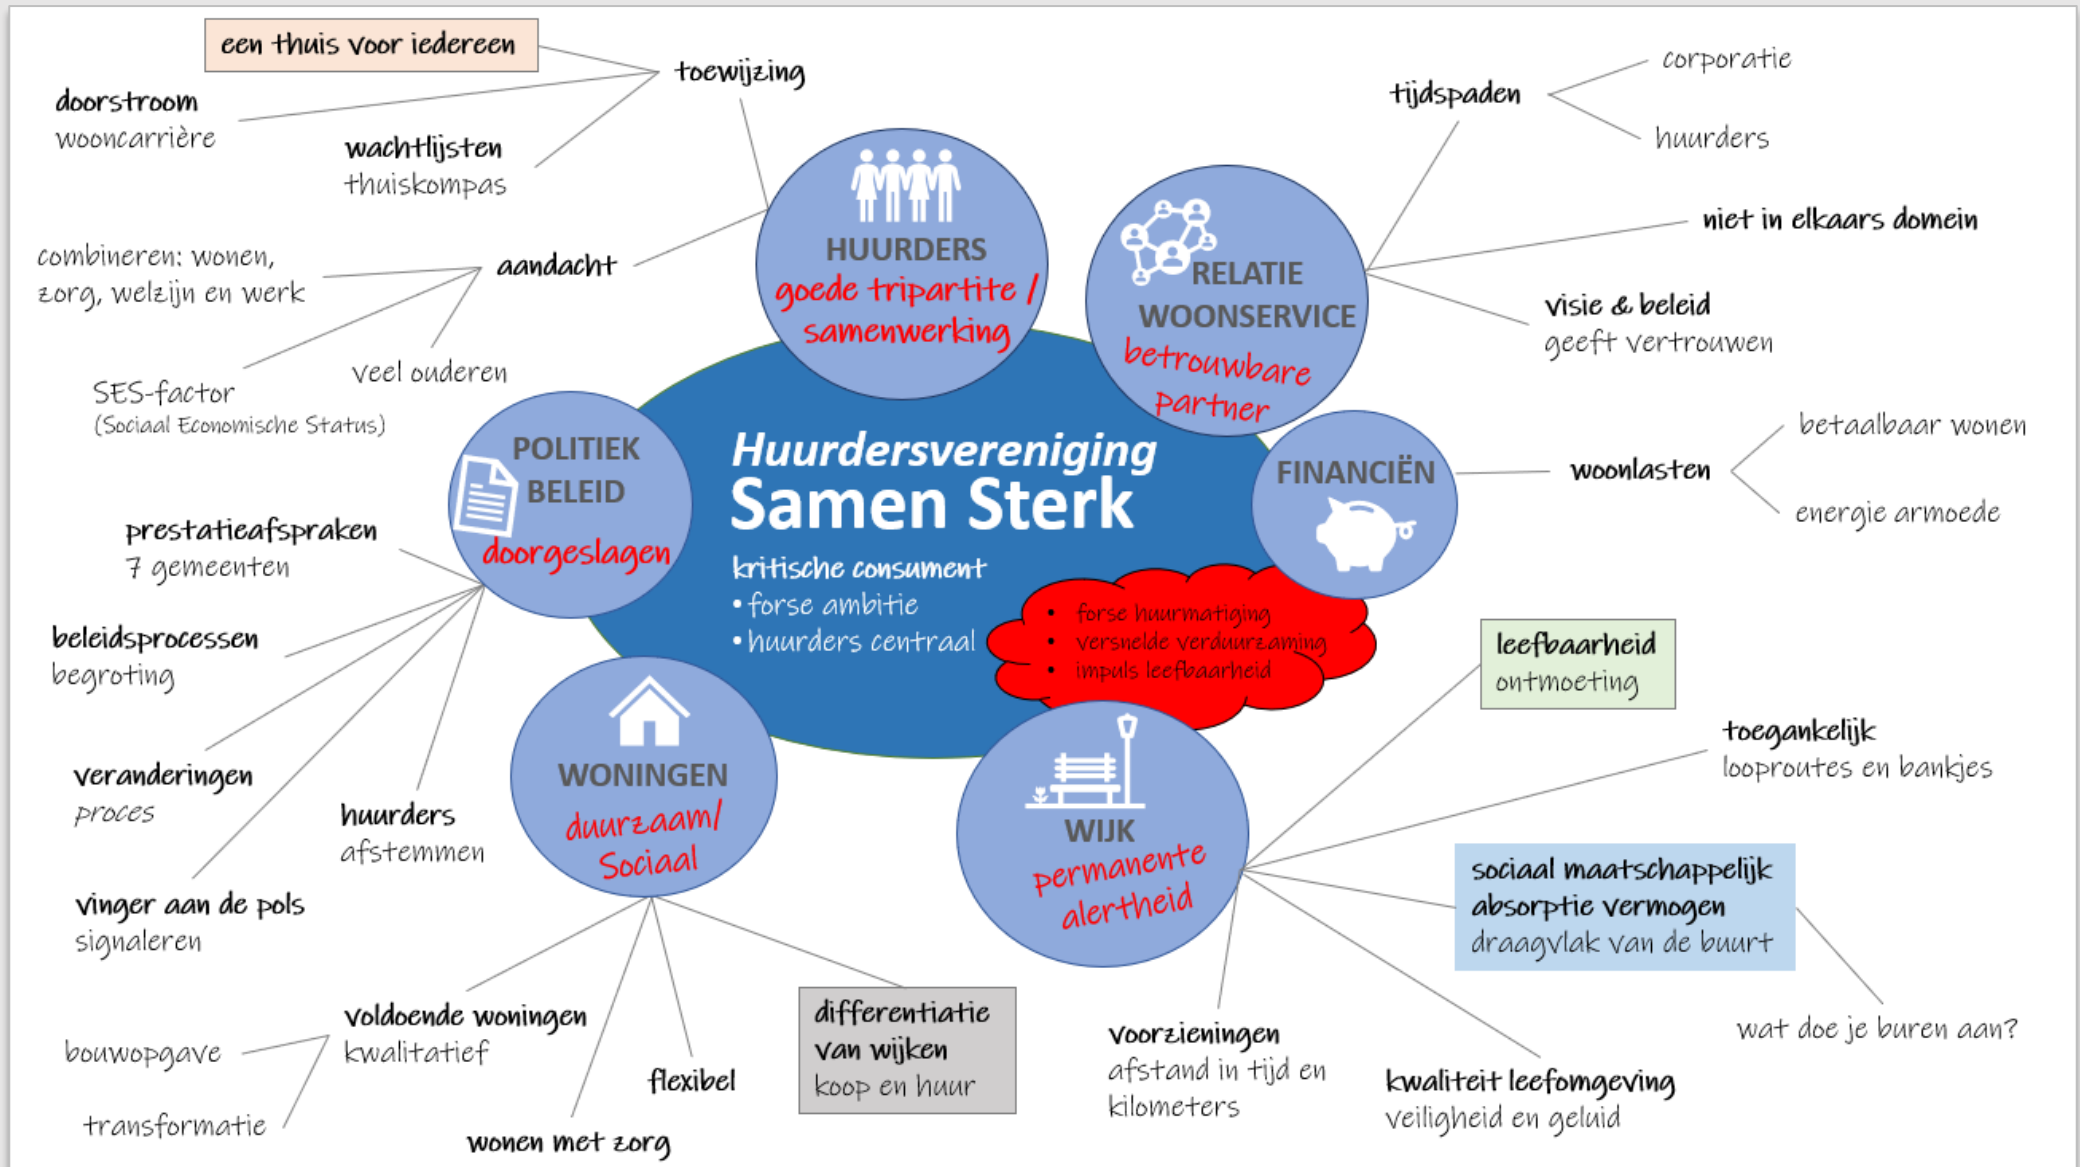 een thuis voor iedereen
toewijzing
doorstroom
wooncarrière
wachtlijsten
thuiskompas
aandacht
combineren: wonen,
zorg, welzijn en werk
SES-factor
(Sociaal Economische Status)
veel ouderen
HUURDERS
goede tripartite /
samenwerking
RELATIE
WOONSERVICE
betrouwbare
partner
tijdspaden
corporatie
huurders
niet in elkaars domein
visie & beleid
geeft vertrouwen
FINANCIËN
woonlasten
betaalbaar wonen
energie armoede
POLITIEK
BELEID
doorgeslagen
prestatieafspraken
7 gemeenten
beleidsprocessen
begroting
veranderingen
proces
huurders
afstemmen
vinger aan de pols
signaleren
Huurdersvereniging
Samen Sterk
kritische consument
• forse ambitie
• huurders centraal
• forse huurmatiging
• versnelde verduurzaming
• impuls leefbaarheid
WONINGEN
duurzaam/
Sociaal
voldoende woningen
kwalitatief
bouwopgave
transformatie
wonen met zorg
flexibel
differentiatie
van wijken
koop en huur
WIJK
permanente
alertheid
leefbaarheid
ontmoeting
toegankelijk
looproutes en bankjes
sociaal maatschappelijk
absorptie vermogen
draagvlak van de buurt
wat doe je buren aan?
voorzieningen
afstand in tijd en
kilometers
kwaliteit leefomgeving
veiligheid en geluid